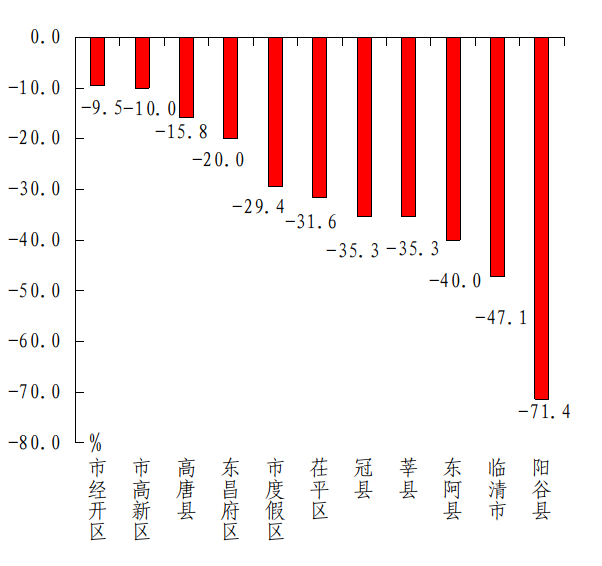 0.0
-10.0
-20.0
-30.0
-40.0
-50.0
-60.0
-70.0
-80.0
%
-9.5
-10.0
-15.8
-20.0
-29.4
-31.6
-35.3
-35.3
-40.0
-47.1
-71.4
市经开区
市高新区
高唐县
东昌府区
市度假区
茌平区
冠县
莘县
东阿县
临清市
阳谷县